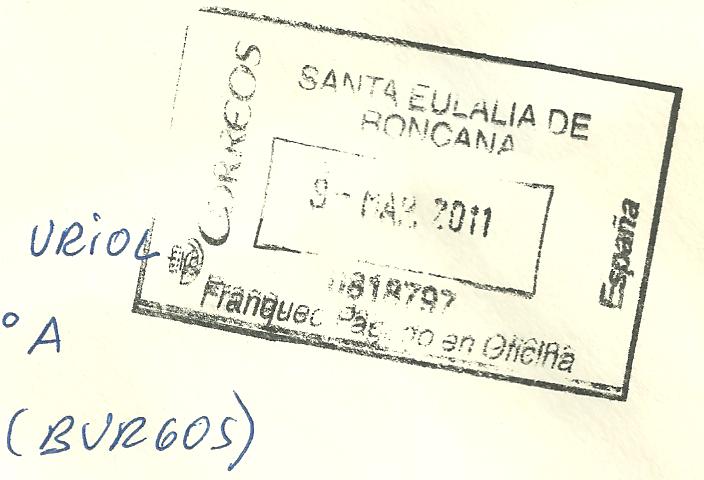 CORREOS
SANTA EULALIA DE
RONCANA
9 - MAR 2011
España
Franqueo Pagado en Oficina
URIOL
º A
(BURGOS)